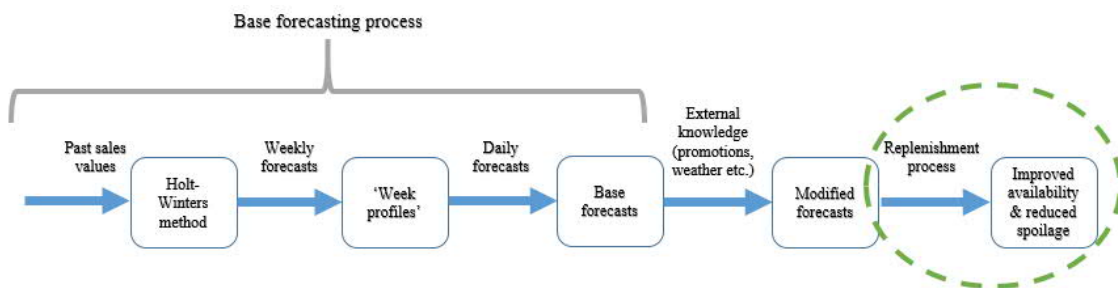 Base forecasting process
Past sales
values
Holt-
Winters
method
Weekly
forecasts
'Week
profiles'
Daily
forecasts
Base
forecasts
External
knowledge
(promotions,
weather etc.)
Modified
forecasts
Replenishment
process
Improved
availability
& reduced
spoilage